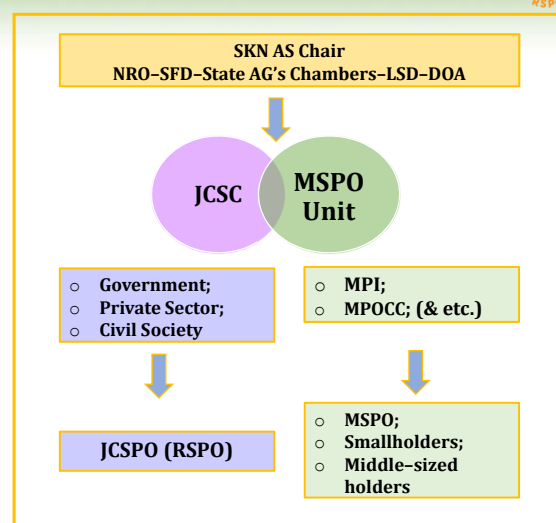 RSPO
SKN AS Chair
NRO–SFD–State AG's Chambers–LSD–DOA
JCSC
MSPO
Unit
o Government;
o Private Sector;
o Civil Society
o MPI;
o MPOCC; (& etc.)
JCSPO (RSPO)
o MSPO;
o Smallholders;
o Middle–sized
holders